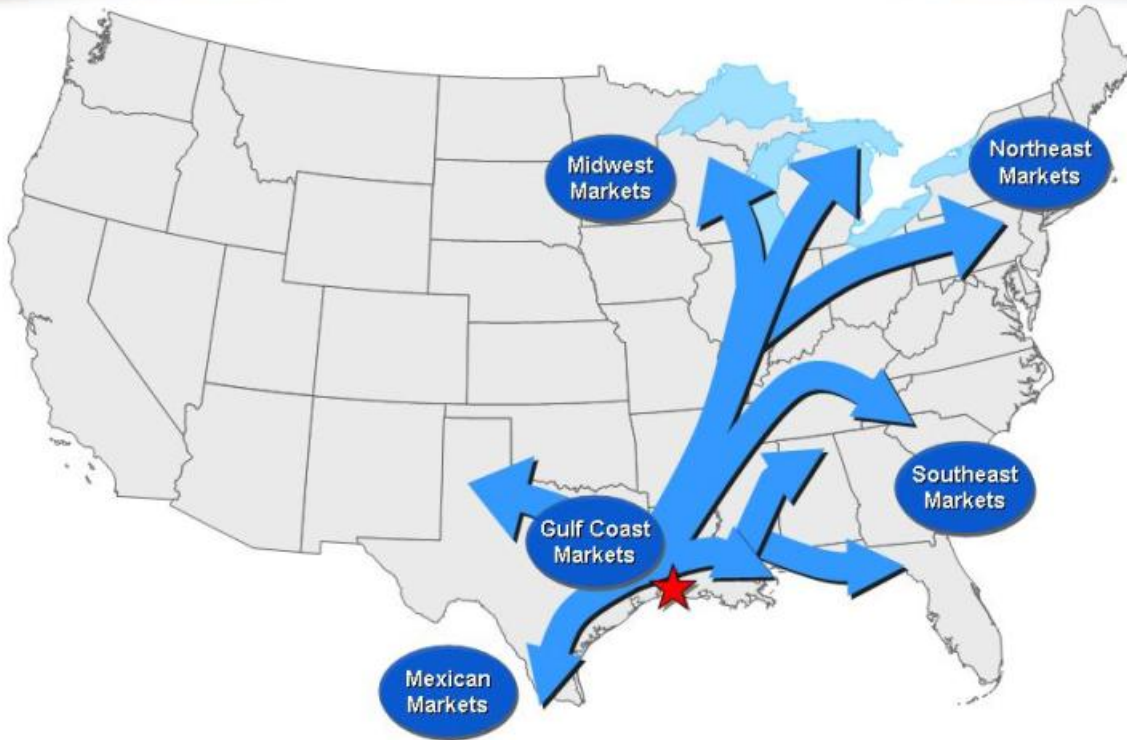 Midwest
Markets
Northeast
Markets
Southeast
Markets
Gulf Coast
Markets
Mexican
Markets